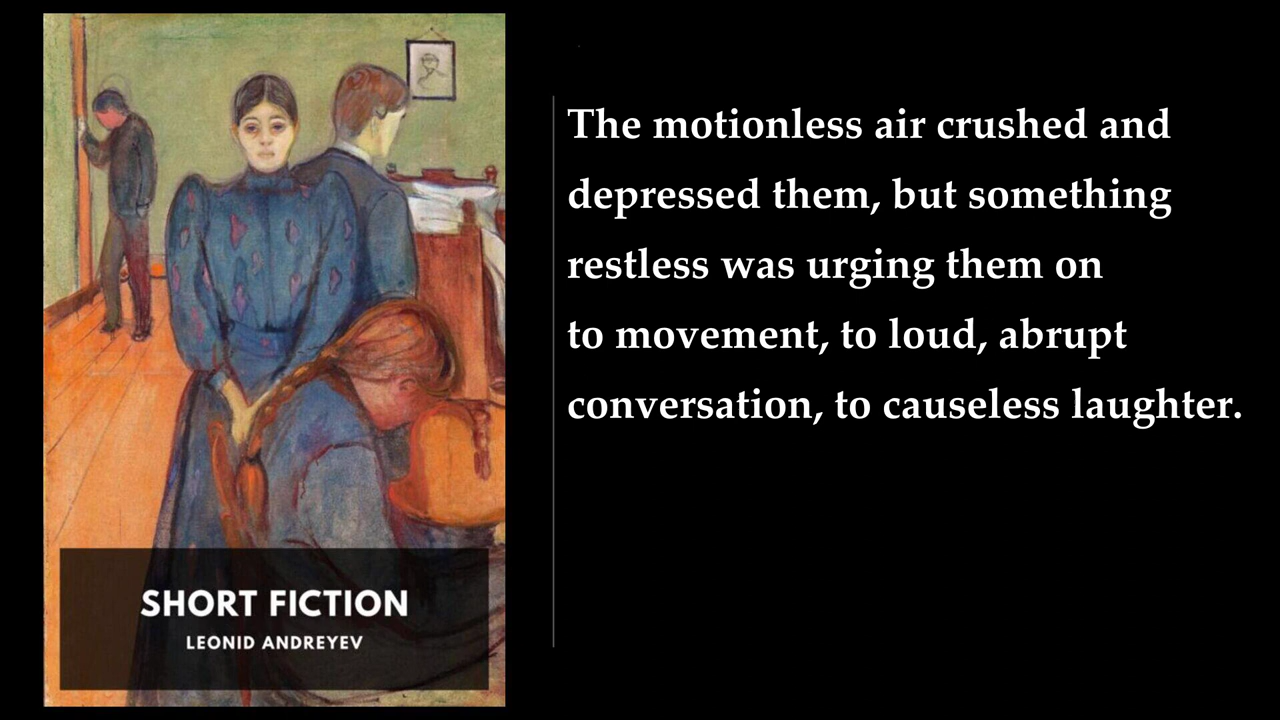 SHORT FICTION
LEONID ANDREYEV
The motionless air crushed and
depressed them, but something
restless was urging them on
to movement, to loud, abrupt
conversation, to causeless laughter.